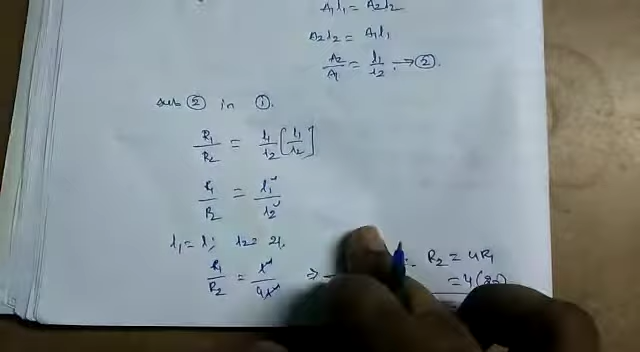 A₁l₁ = A₂l₂
A₂l₂ = A₁l₁
A₂/A₁ = l₁/l₂ → ②.
sub ② in ①.
R₁/R₂ = l₁/l₂ [l₁/l₂]
R₁/R₂ = l₁²/l₂²
l₁ = l; l₂ = 2l.
R₁/R₂ = l²/4l² ⇒
∴ R₂ = 4R₁
= 4(